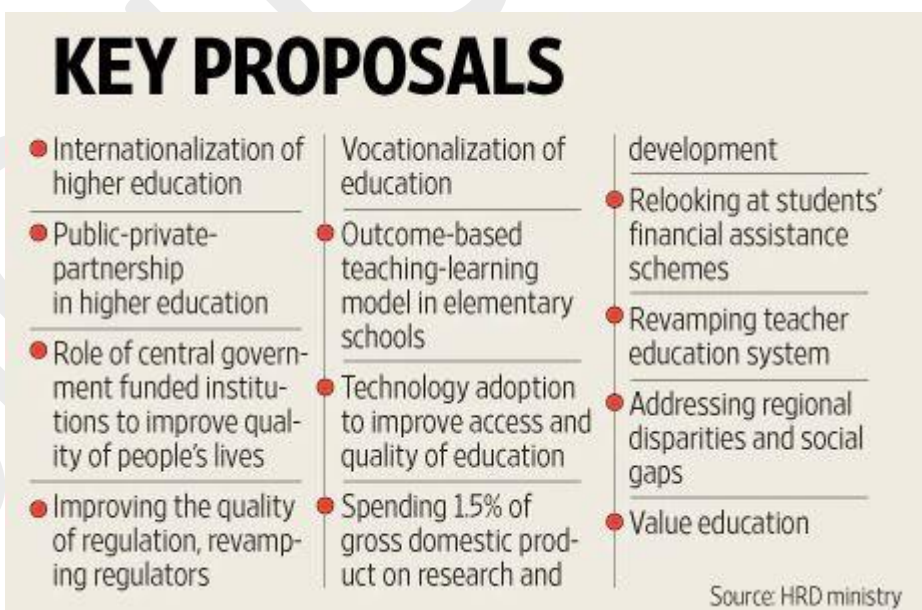 KEY PROPOSALS
Internationalization of
higher education
Public-private-
partnership
in higher education
Role of central govern-
ment funded institu-
tions to improve qual-
ity of people's lives
Improving the quality
of regulation, revamp-
ing regulators
Vocationalization of
education
Outcome-based
teaching-learning
model in elementary
schools
Technology adoption
to improve access and
quality of education
Spending 1.5% of
gross domestic prod-
uct on research and
development
Relooking at students'
financial assistance
schemes
Revamping teacher
education system
Addressing regional
disparities and social
gaps
Value education
Source: HRD ministry